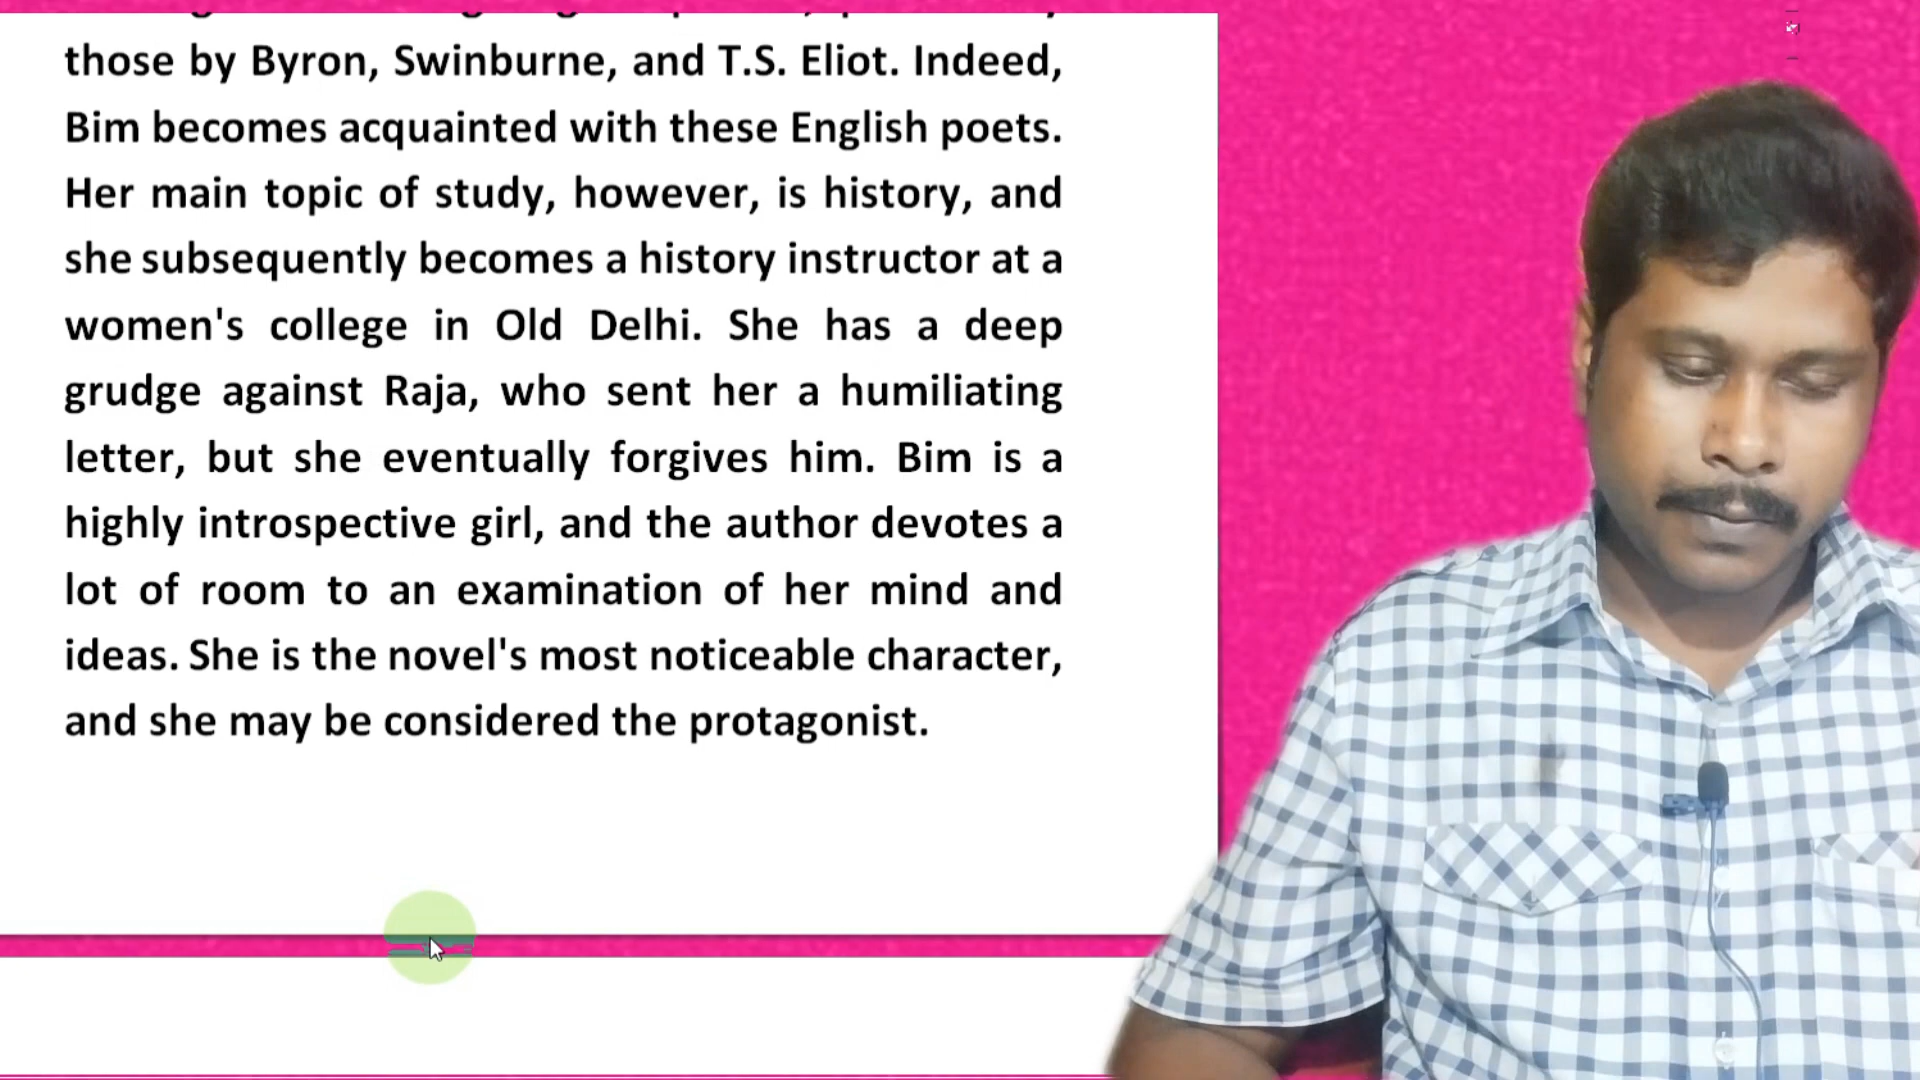 those by Byron, Swinburne, and T.S. Eliot. Indeed,
Bim becomes acquainted with these English poets.
Her main topic of study, however, is history, and
she subsequently becomes a history instructor at a
women's college in Old Delhi. She has a deep
grudge against Raja, who sent her a humiliating
letter, but she eventually forgives him. Bim is a
highly introspective girl, and the author devotes a
lot of room to an examination of her mind and
ideas. She is the novel's most noticeable character,
and she may be considered the protagonist.